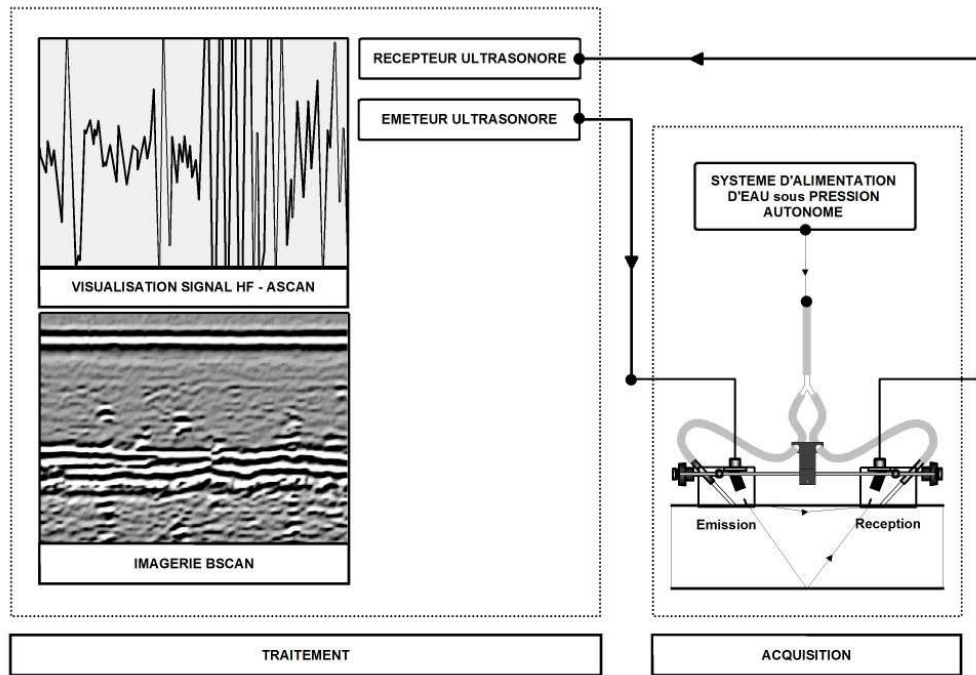 RECEPTEUR ULTRASONORE
EMETEUR ULTRASONORE
VISUALISATION SIGNAL HF - ASCAN
IMAGERIE BSCAN
TRAITEMENT
SYSTEME D'ALIMENTATION
D'EAU sous PRESSION
AUTONOME
Emission
Reception
ACQUISITION